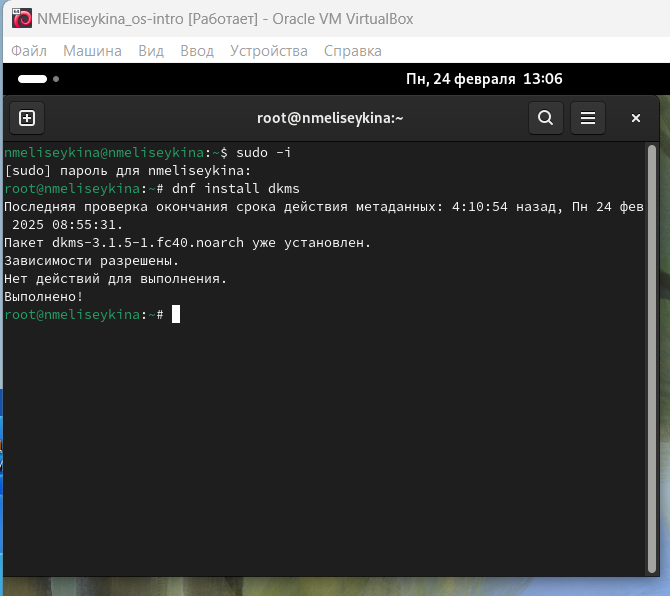 NMEliseykina_os-intro [Работает] - Oracle VM VirtualBox
Файл Машина Вид Ввод Устройства Справка
Пн, 24 февраля 13:06
root@nmeliseykina:~
nmeliseykina@nmeliseykina:~$ sudo -i
[sudo] пароль для nmeliseykina:
root@nmeliseykina:~# dnf install dkms
Последняя проверка окончания срока действия метаданных: 4:10:54 назад, Пн 24 фев
2025 08:55:31.
Пакет dkms-3.1.5-1.fc40.noarch уже установлен.
Зависимости разрешены.
Нет действий для выполнения.
Выполнено!
root@nmeliseykina:~#